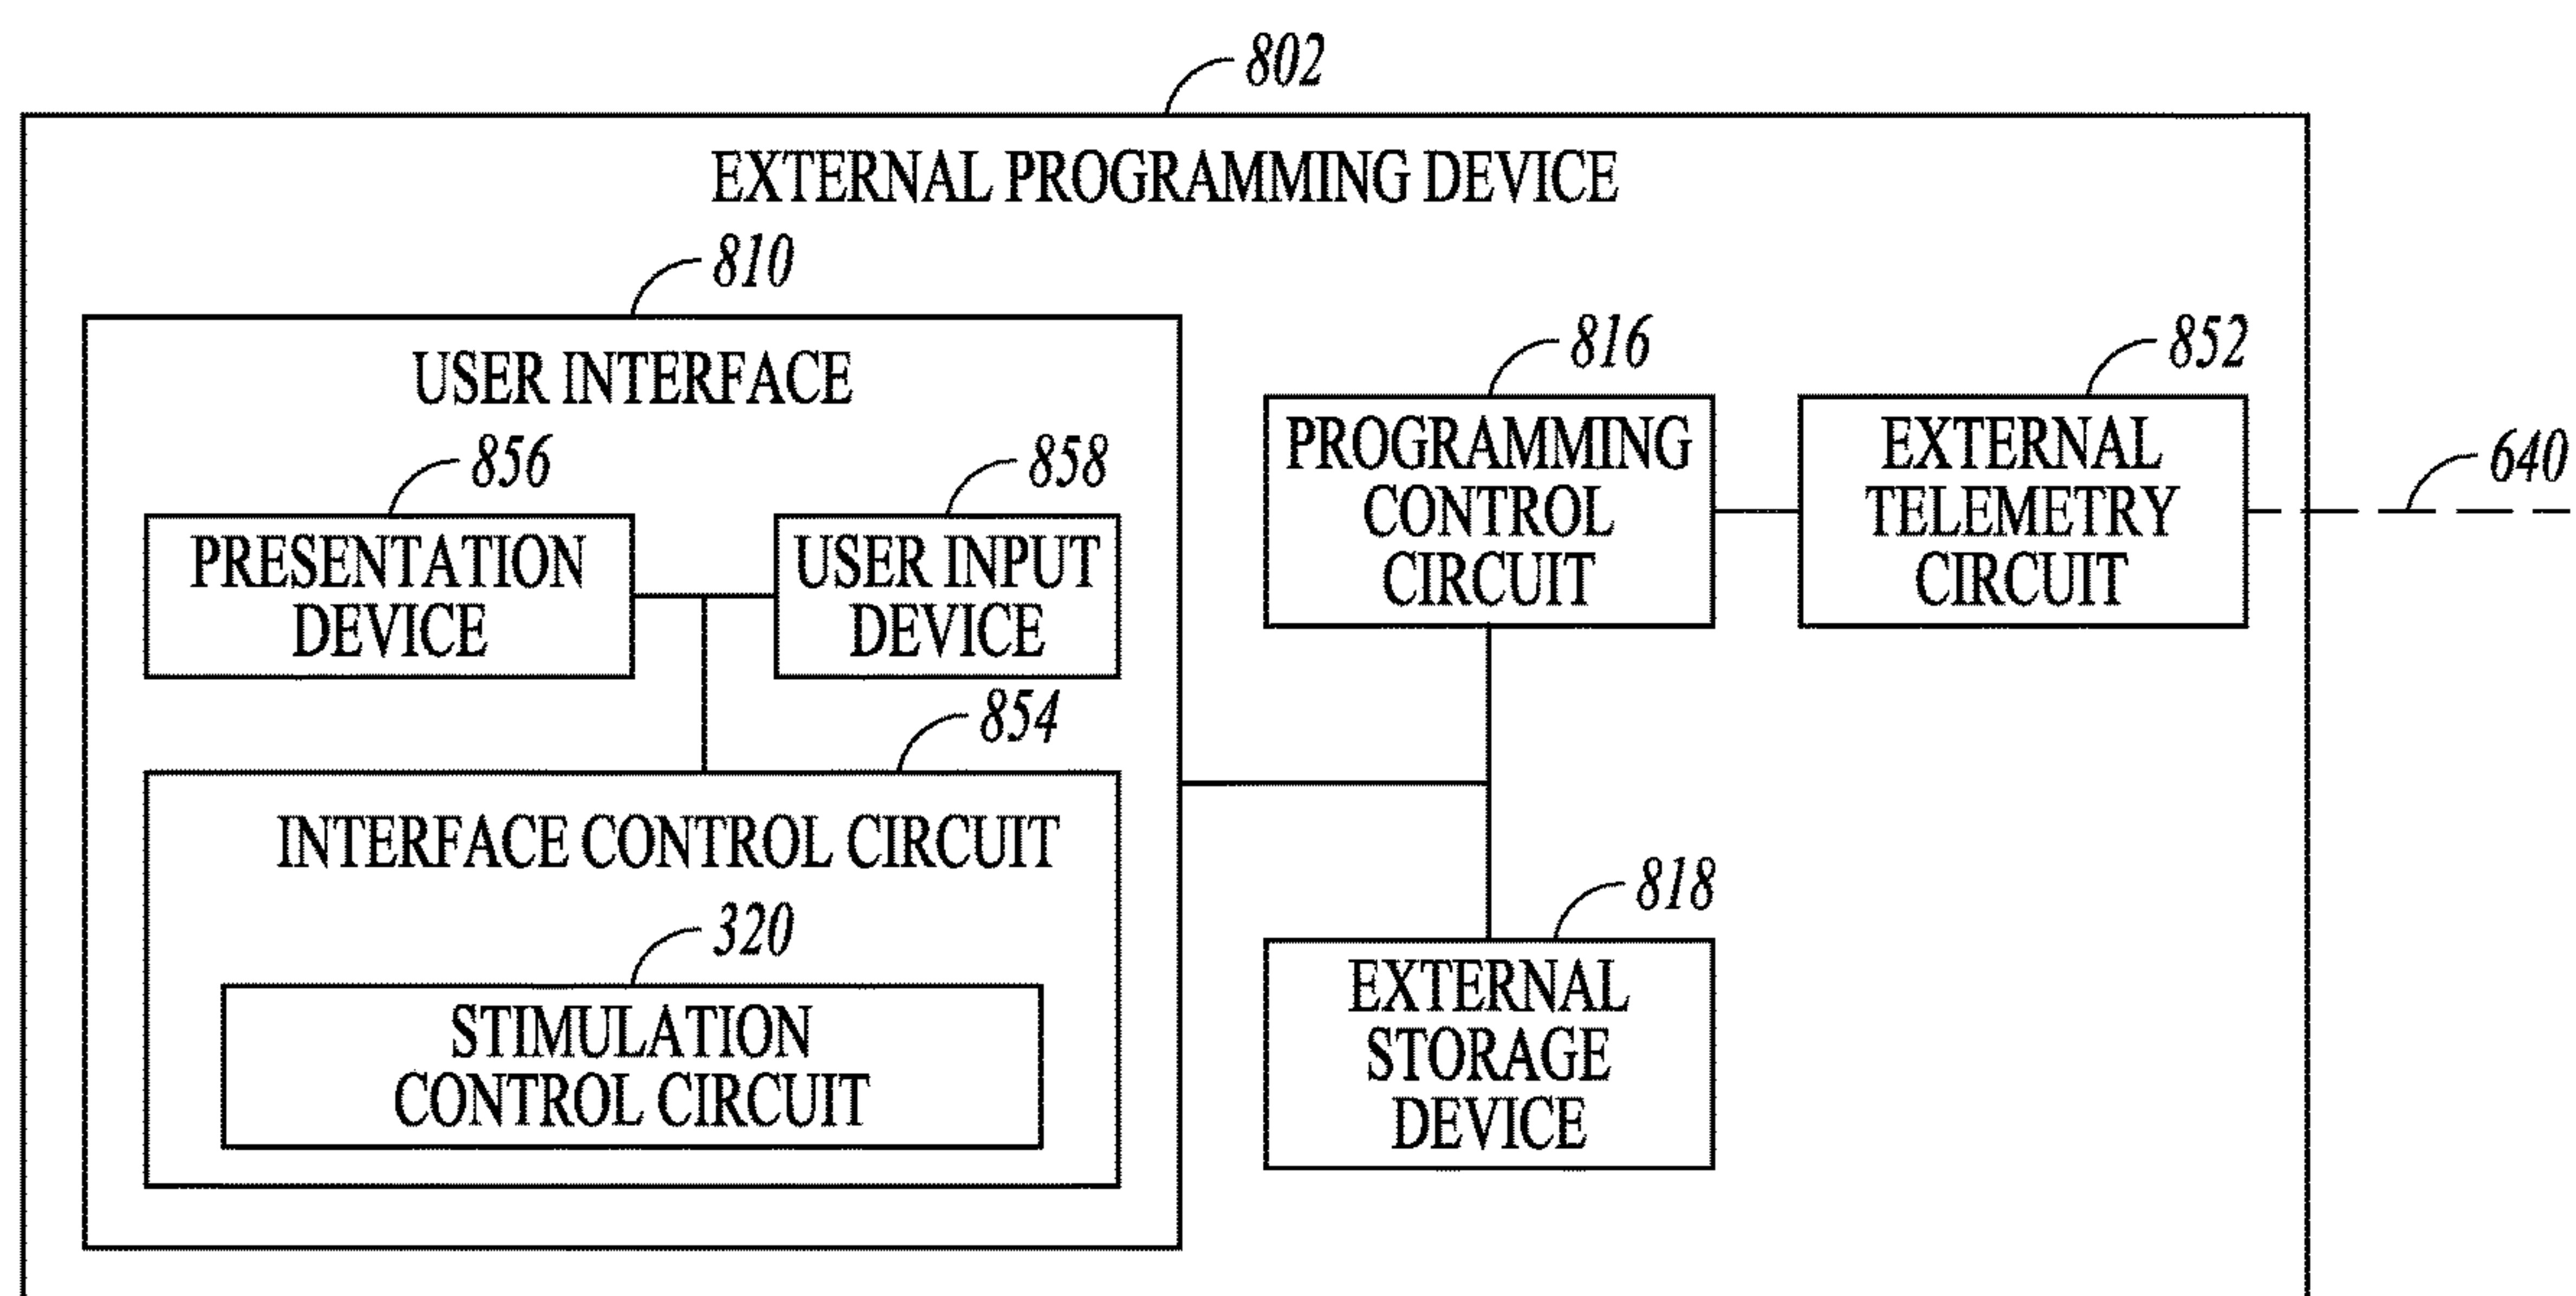 802
EXTERNAL PROGRAMMING DEVICE
810
USER INTERFACE
856
858
PRESENTATION
DEVICE
USER INPUT
DEVICE
854
INTERFACE CONTROL CIRCUIT
320
STIMULATION
CONTROL CIRCUIT
816
PROGRAMMING
CONTROL
CIRCUIT
852
EXTERNAL
TELEMETRY
CIRCUIT
640
818
EXTERNAL
STORAGE
DEVICE